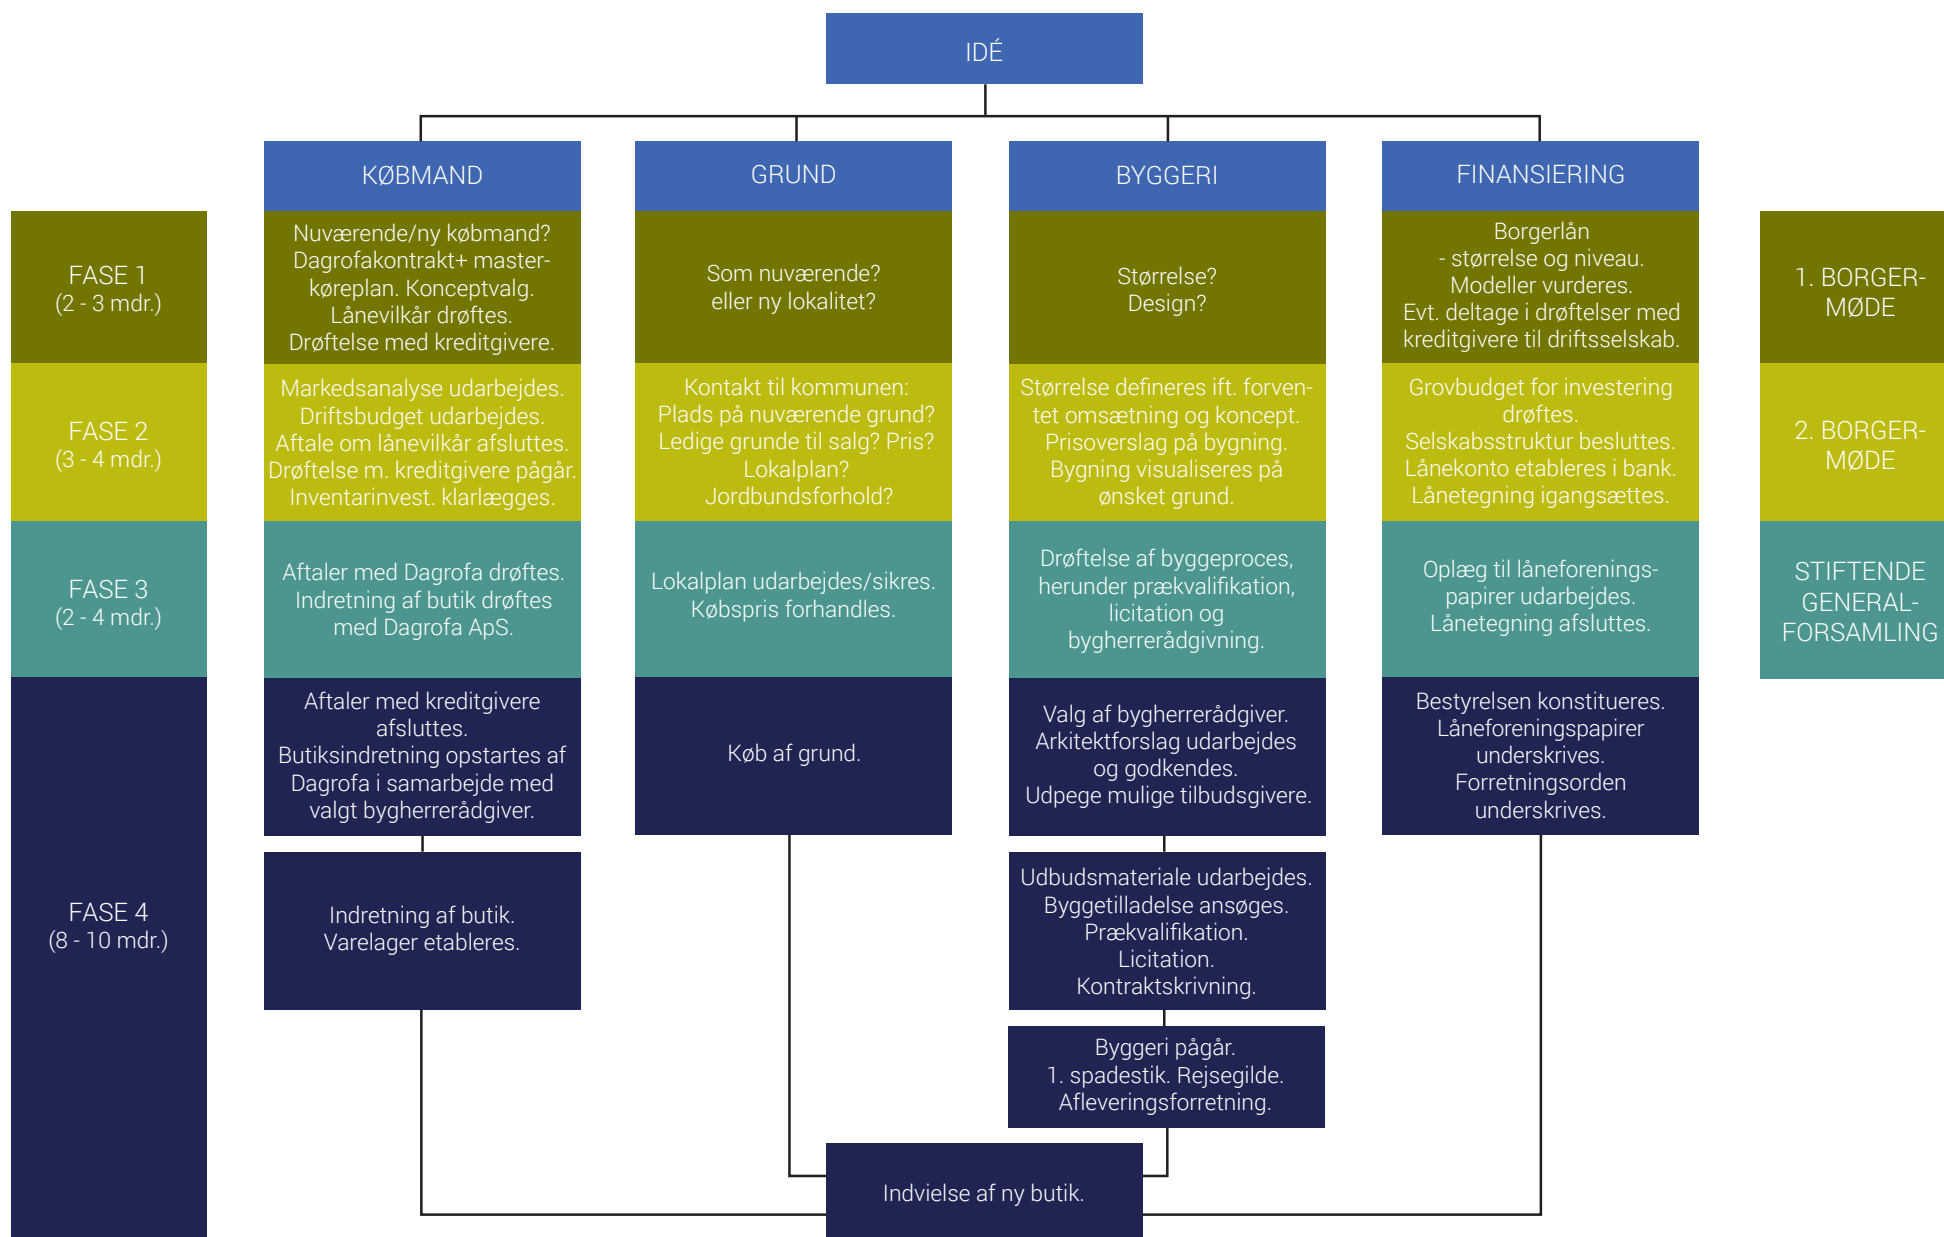 IDÉ
KØBMAND
GRUND
BYGGERI
FINANSIERING
FASE 1
(2 - 3 mdr.)
Nuværende/ny købmand?
Dagrofakontrakt+ master-
køreplan. Konceptvalg.
Lånevilkår drøftes.
Drøftelse med kreditgivere.
Som nuværende?
eller ny lokalitet?
Størrelse?
Design?
Borgerlån
- størrelse og niveau.
Modeller vurderes.
Evt. deltage i drøftelser med
kreditgivere til driftsselskab.
1. BORGER-
MØDE
FASE 2
(3 - 4 mdr.)
Markedsanalyse udarbejdes.
Driftsbudget udarbejdes.
Aftale om lånevilkår afsluttes.
Drøftelse m. kreditgivere pågår.
Inventarinvest. klarlægges.
Kontakt til kommunen:
Plads på nuværende grund?
Ledige grunde til salg? Pris?
Lokalplan?
Jordbundsforhold?
Størrelse defineres ift. forven-
tet omsætning og koncept.
Prisoverslag på bygning.
Bygning visualiseres på
ønsket grund.
Grovbudget for investering
drøftes.
Selskabsstruktur besluttes.
Lånekonto etableres i bank.
Lånetegning igangsættes.
2. BORGER-
MØDE
FASE 3
(2 - 4 mdr.)
Aftaler med Dagrofa drøftes.
Indretning af butik drøftes
med Dagrofa ApS.
Lokalplan udarbejdes/sikres.
Købspris forhandles.
Drøftelse af byggeproces,
herunder prækvalifikation,
licitation og
bygherrerådgivning.
Oplæg til låneforenings-
papirer udarbejdes.
Lånetegning afsluttes.
STIFTENDE
GENERAL-
FORSAMLING
FASE 4
(8 - 10 mdr.)
Aftaler med kreditgivere
afsluttes.
Butiksindretning opstartes af
Dagrofa i samarbejde med
valgt bygherrerådgiver.
Køb af grund.
Valg af bygherrerådgiver.
Arkitektforslag udarbejdes
og godkendes.
Udpege mulige tilbudsgivere.
Bestyrelsen konstitueres.
Låneforeningspapirer
underskrives.
Forretningsorden
underskrives.
Indretning af butik.
Varelager etableres.
Udbudsmateriale udarbejdes.
Byggetilladelse ansøges.
Prækvalifikation.
Licitation.
Kontraktskrivning.
Byggeri pågår.
1. spadestik. Rejsegilde.
Afleveringsforretning.
Indvielse af ny butik.